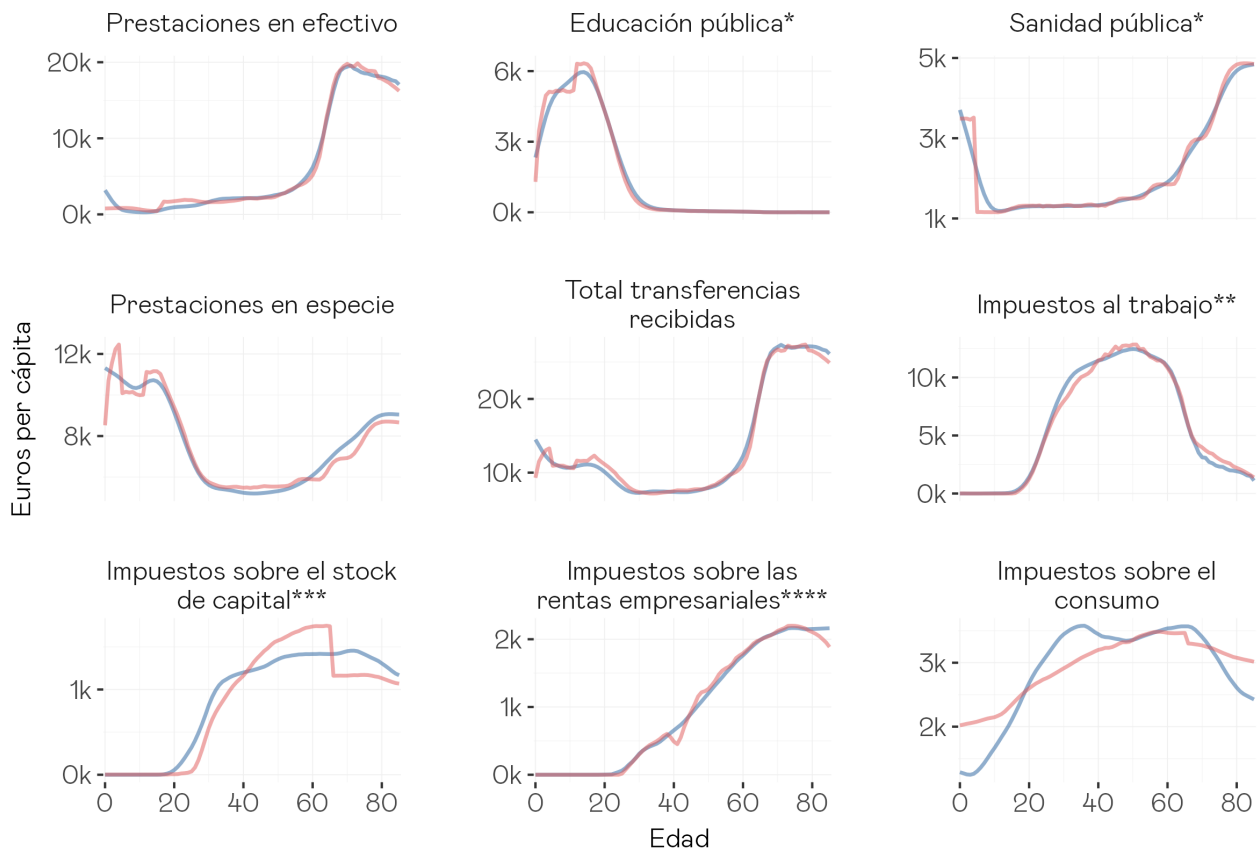 Prestaciones en efectivo
Educación pública*
Sanidad pública*
20k
10k
0k
6k
3k
0k
5k
3k
1k
Prestaciones en especie
Total transferencias
recibidas
Impuestos al trabajo**
12k
8k
20k
10k
10k
5k
0k
Euros per cápita
Impuestos sobre el stock
de capital***
Impuestos sobre las
rentas empresariales****
Impuestos sobre el
consumo
1k
0k
2k
1k
0k
3k
2k
0 20 40 60 80
0 20 40 60 80
0 20 40 60 80
Edad